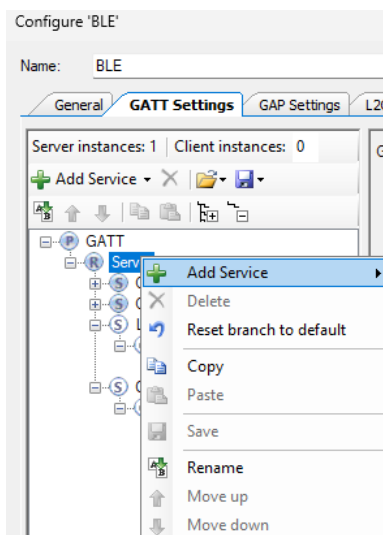 Configure 'BLE'
Name: BLE
General GATT Settings GAP Settings L2
Server instances: 1 Client instances: 0
Add Service
GATT
R Serv
Add Service
S
Delete
S
S L
Reset branch to default
Copy
S
Paste
Save
Rename
Move up
Move down